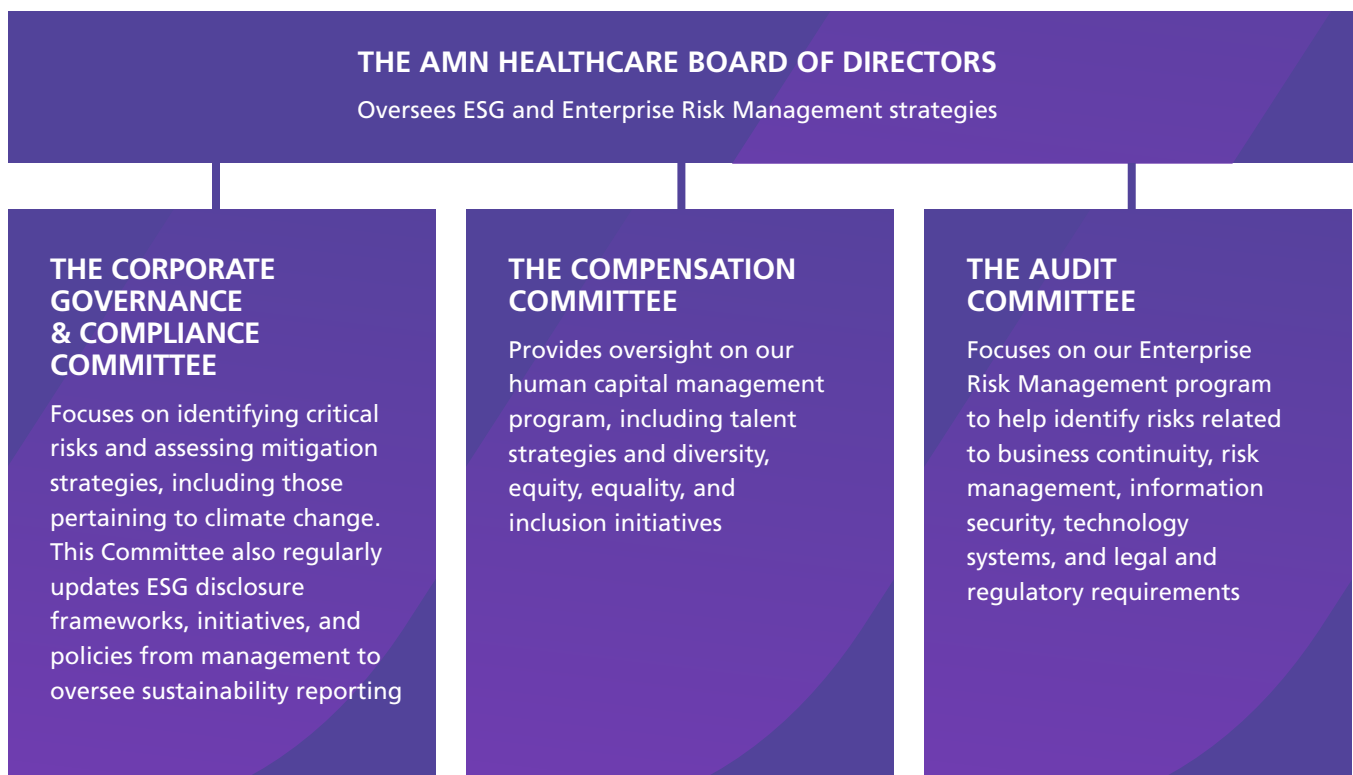 THE AMN HEALTHCARE BOARD OF DIRECTORS
Oversees ESG and Enterprise Risk Management strategies
THE CORPORATE
GOVERNANCE
& COMPLIANCE
COMMITTEE
Focuses on identifying critical
risks and assessing mitigation
strategies, including those
pertaining to climate change.
This Committee also regularly
updates ESG disclosure
frameworks, initiatives, and
policies from management to
oversee sustainability reporting
THE COMPENSATION
COMMITTEE
Provides oversight on our
human capital management
program, including talent
strategies and diversity,
equity, equality, and
inclusion initiatives
THE AUDIT
COMMITTEE
Focuses on our Enterprise
Risk Management program
to help identify risks related
to business continuity, risk
management, information
security, technology
systems, and legal and
regulatory requirements